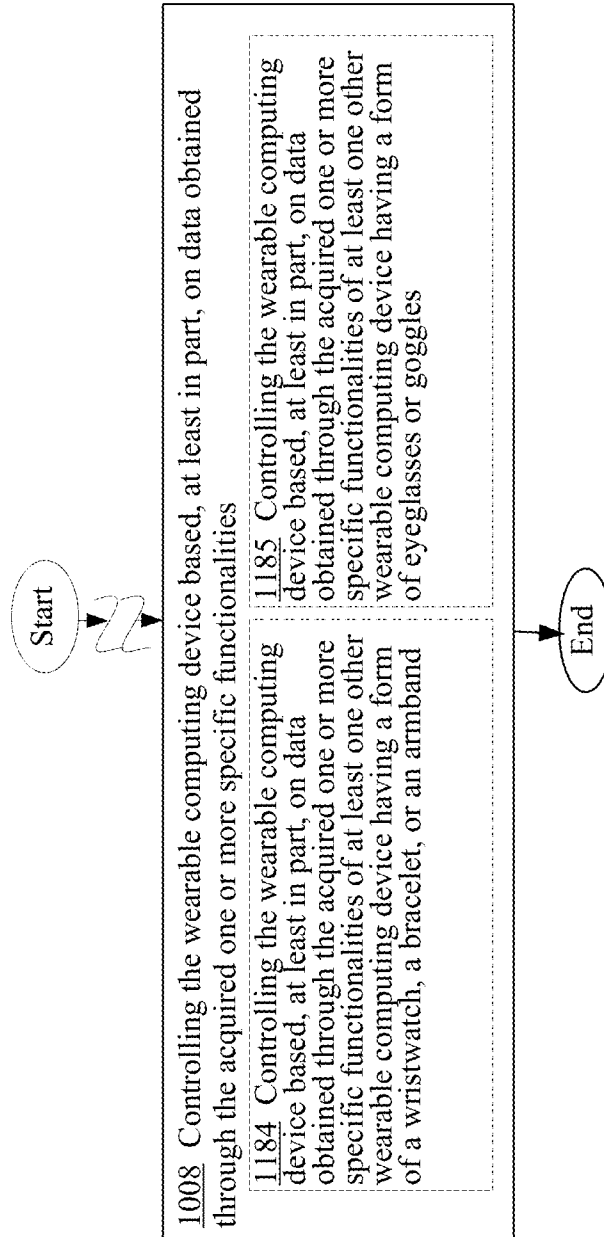 Start
1008 Controlling the wearable computing device based, at least in part, on data obtained
through the acquired one or more specific functionalities
1184 Controlling the wearable computing
device based, at least in part, on data
obtained through the acquired one or more
specific functionalities of at least one other
wearable computing device having a form
of a wristwatch, a bracelet, or an armband
1185 Controlling the wearable computing
device based, at least in part, on data
obtained through the acquired one or more
specific functionalities of at least one other
wearable computing device having a form
of eyeglasses or goggles
End